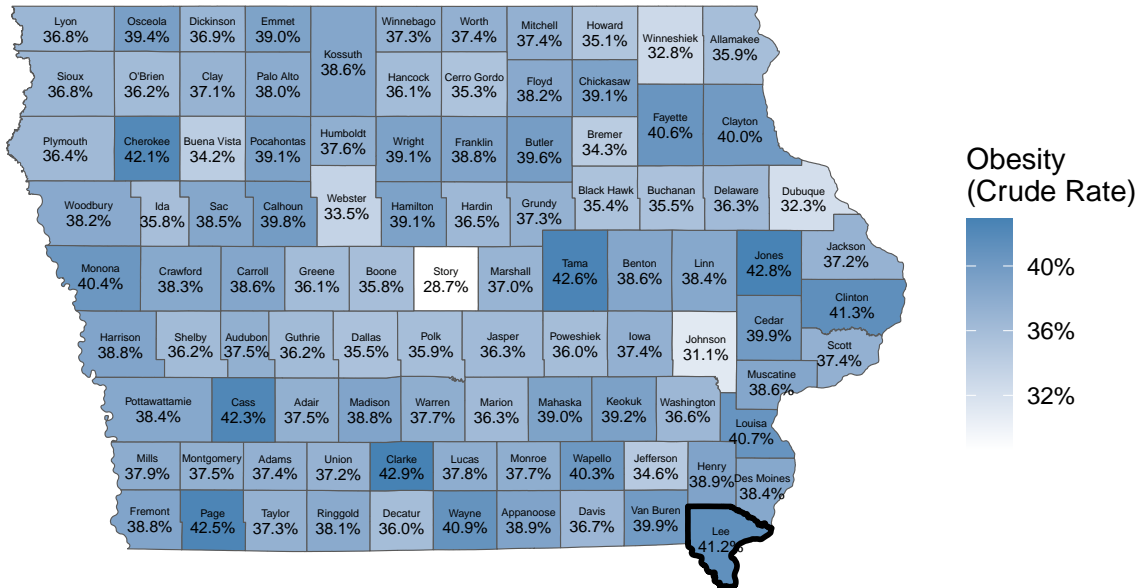 Lyon
36.8%
Osceola
39.4%
Dickinson
36.9%
Emmet
39.0%
Kossuth
38.6%
Winnebago
37.3%
Worth
37.4%
Mitchell
37.4%
Howard
35.1%
Winneshiek
32.8%
Allamakee
35.9%
Sioux
36.8%
O'Brien
36.2%
Clay
37.1%
Palo Alto
38.0%
Hancock
36.1%
Cerro Gordo
35.3%
Floyd
38.2%
Chickasaw
39.1%
Fayette
40.6%
Clayton
40.0%
Plymouth
36.4%
Cherokee
42.1%
Buena Vista
34.2%
Pocahontas
39.1%
Humboldt
37.6%
Wright
39.1%
Franklin
38.8%
Butler
39.6%
Bremer
34.3%
Woodbury
38.2%
Ida
35.8%
Sac
38.5%
Calhoun
39.8%
Webster
33.5%
Hamilton
39.1%
Hardin
36.5%
Grundy
37.3%
Black Hawk
35.4%
Buchanan
35.5%
Delaware
36.3%
Dubuque
32.3%
Monona
40.4%
Crawford
38.3%
Carroll
38.6%
Greene
36.1%
Boone
35.8%
Story
28.7%
Marshall
37.0%
Tama
42.6%
Benton
38.6%
Linn
38.4%
Jones
42.8%
Jackson
37.2%
Clinton
41.3%
Harrison
38.8%
Shelby
36.2%
Audubon
37.5%
Guthrie
36.2%
Dallas
35.5%
Polk
35.9%
Jasper
36.3%
Poweshiek
36.0%
Iowa
37.4%
Johnson
31.1%
Cedar
39.9%
Scott
37.4%
Muscatine
38.6%
Pottawattamie
38.4%
Cass
42.3%
Adair
37.5%
Madison
38.8%
Warren
37.7%
Marion
36.3%
Mahaska
39.0%
Keokuk
39.2%
Washington
36.6%
Louisa
40.7%
Mills
37.9%
Montgomery
37.5%
Adams
37.4%
Union
37.2%
Clarke
42.9%
Lucas
37.8%
Monroe
37.7%
Wapello
40.3%
Jefferson
34.6%
Henry
38.9%
Des Moines
38.4%
Fremont
38.8%
Page
42.5%
Taylor
37.3%
Ringgold
38.1%
Decatur
36.0%
Wayne
40.9%
Appanoose
38.9%
Davis
36.7%
Van Buren
39.9%
Lee
41.2%
Obesity
(Crude Rate)
40%
36%
32%